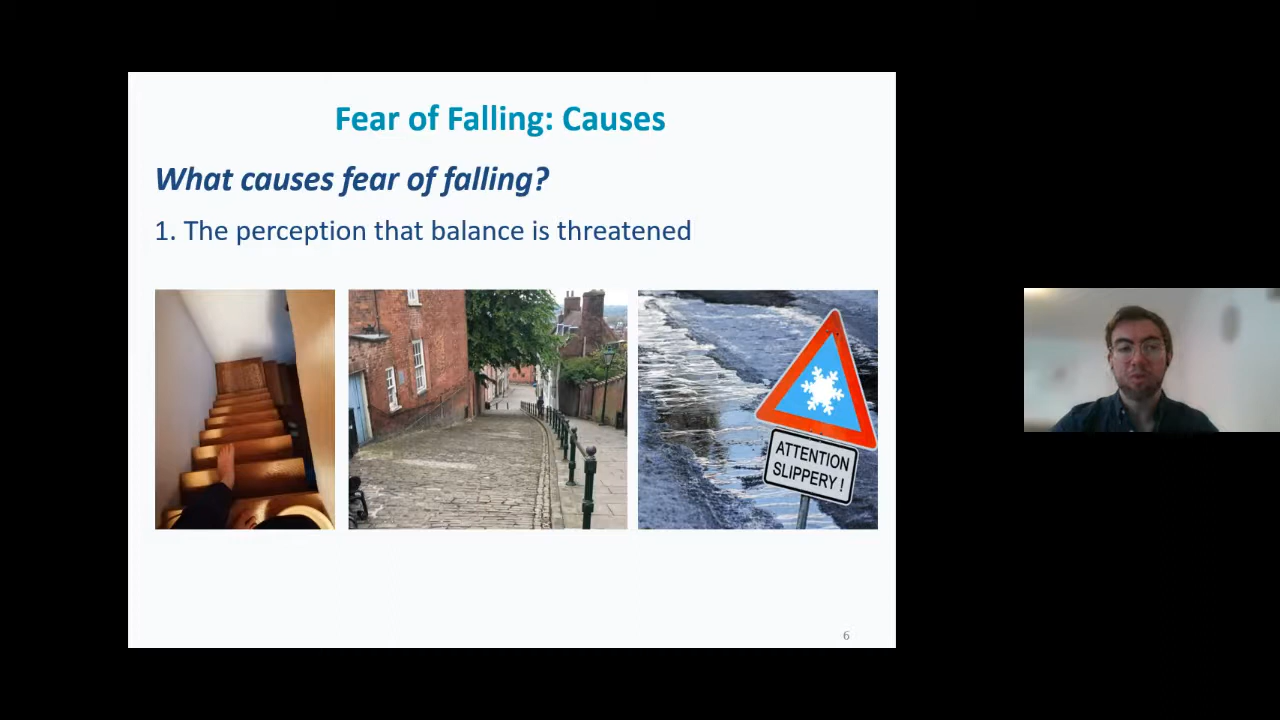 Fear of Falling: Causes
What causes fear of falling?
1. The perception that balance is threatened
ATTENTION
SLIPPERY !
6